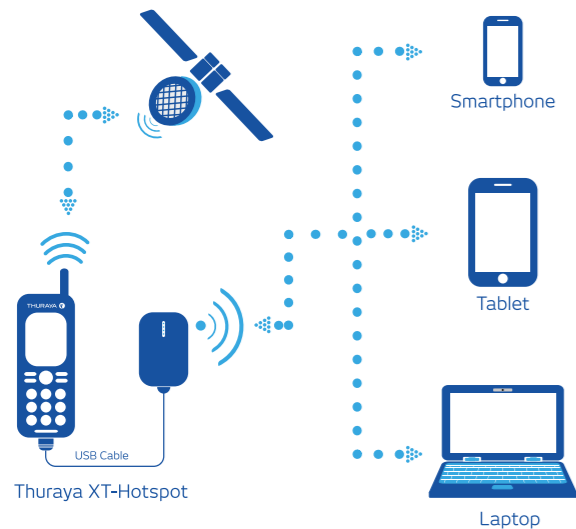 Smartphone
THURAYA
Tablet
USB Cable
Thuraya XT-Hotspot
Laptop